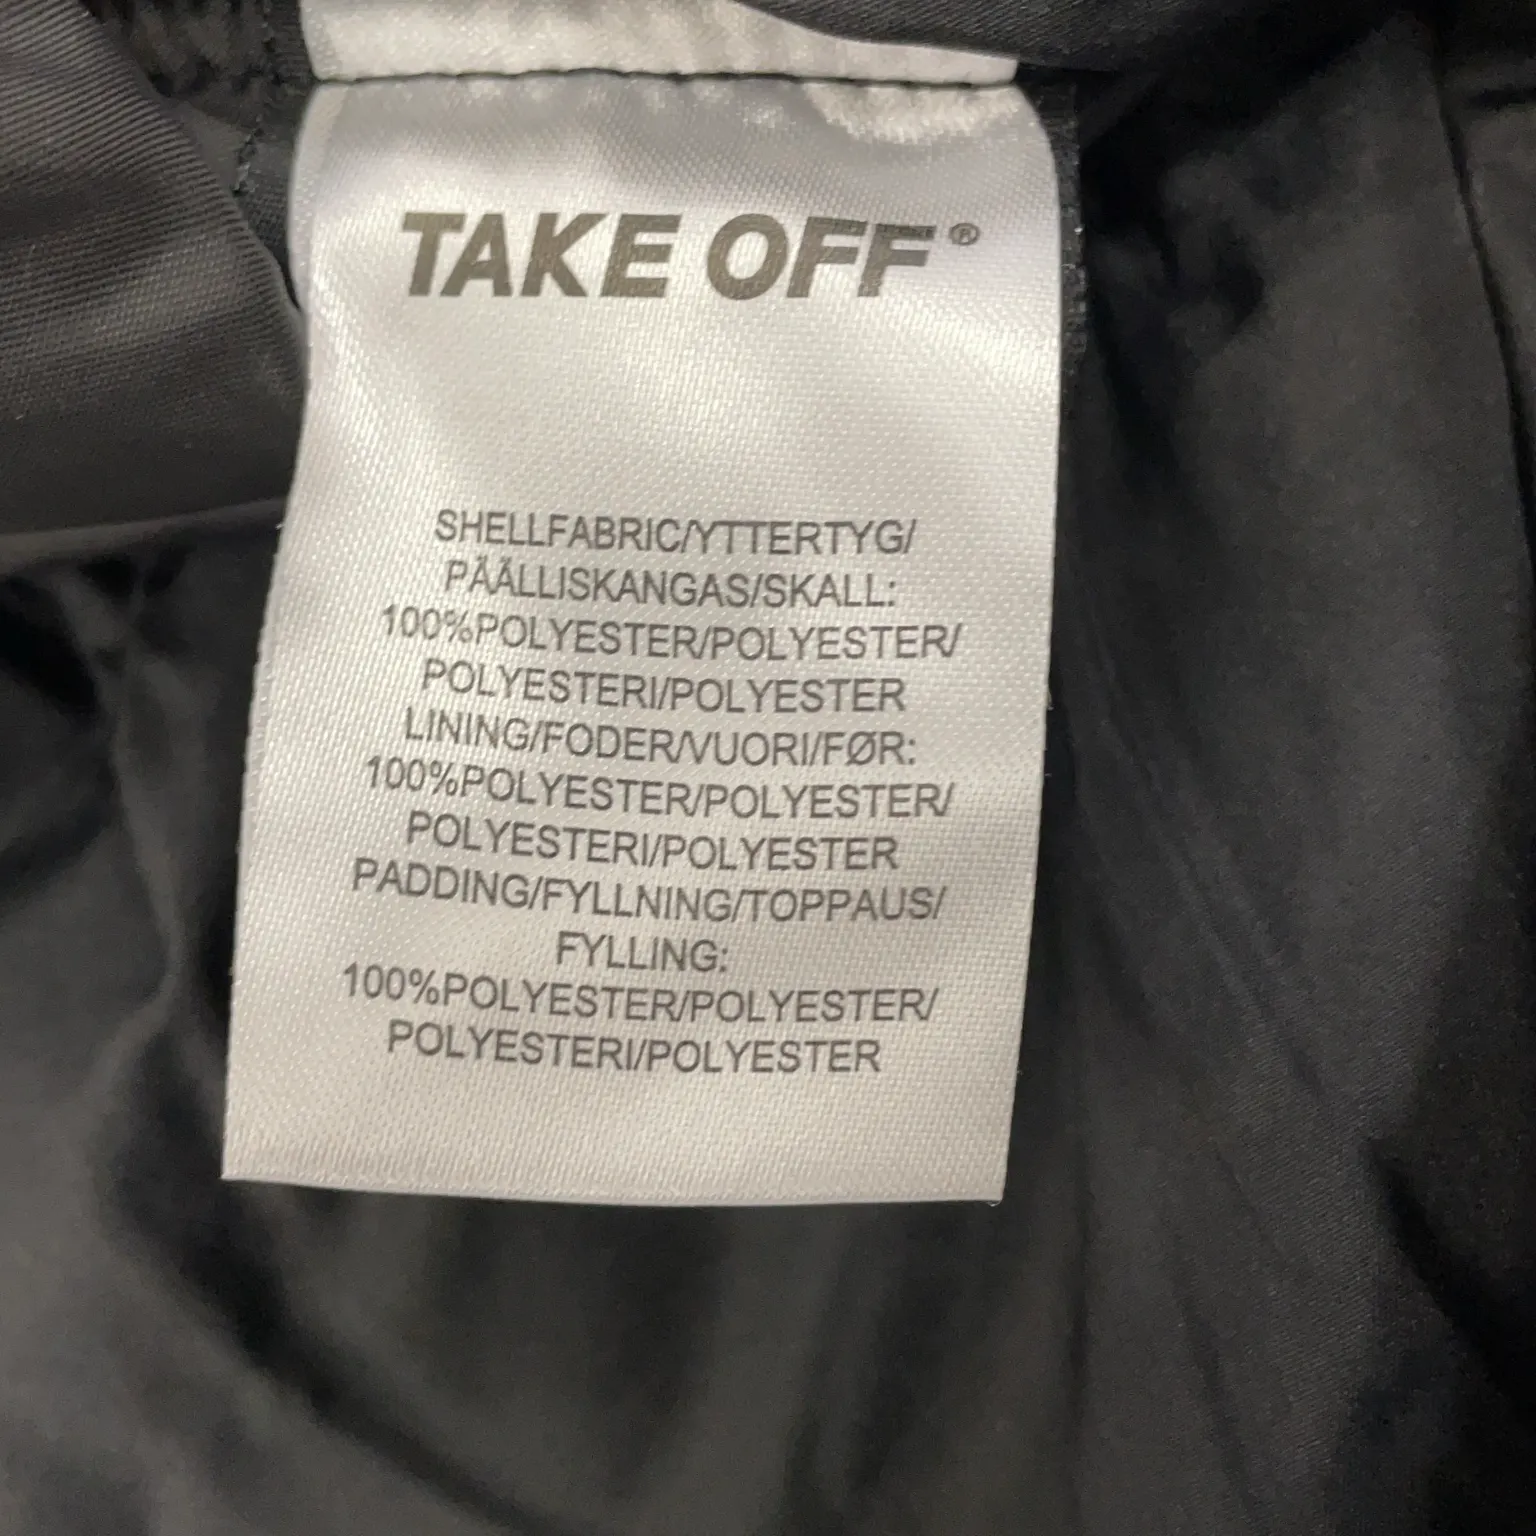 TAKE OFF®
SHELLFABRIC/YTTERTYG/
PÄÄLLISKANGAS/SKALL:
100%POLYESTER/POLYESTER/
POLYESTERI/POLYESTER
LINING/FODER/VUORI/FØR:
100%POLYESTER/POLYESTER/
POLYESTERI/POLYESTER
PADDING/FYLLNING/TOPPAUS/
FYLLING:
100%POLYESTER/POLYESTER/
POLYESTERI/POLYESTER